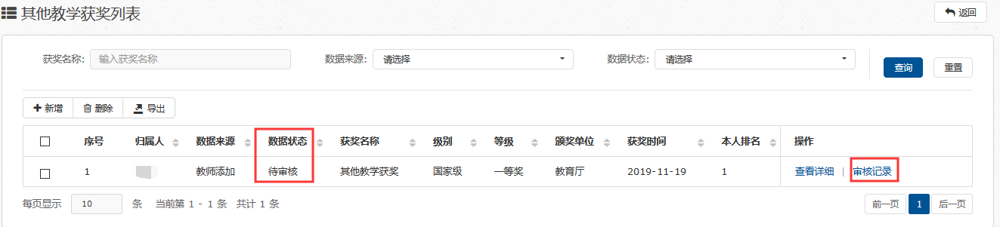 其他教学获奖列表 返回
获奖名称: 输入获奖名称 数据来源: 请选择 数据状态: 请选择 查询 重置
新增 删除 导出
序号 归属人 数据来源 数据状态 获奖名称 级别 等级 颁奖单位 获奖时间 本人排名 操作
1 教师添加 待审核 其他教学获奖 国家级 一等奖 教育厅 2019-11-19 1 查看详细 | 审核记录
每页显示 10 条 当前第 1 - 1 条 共计 1 条 前一页 1 后一页